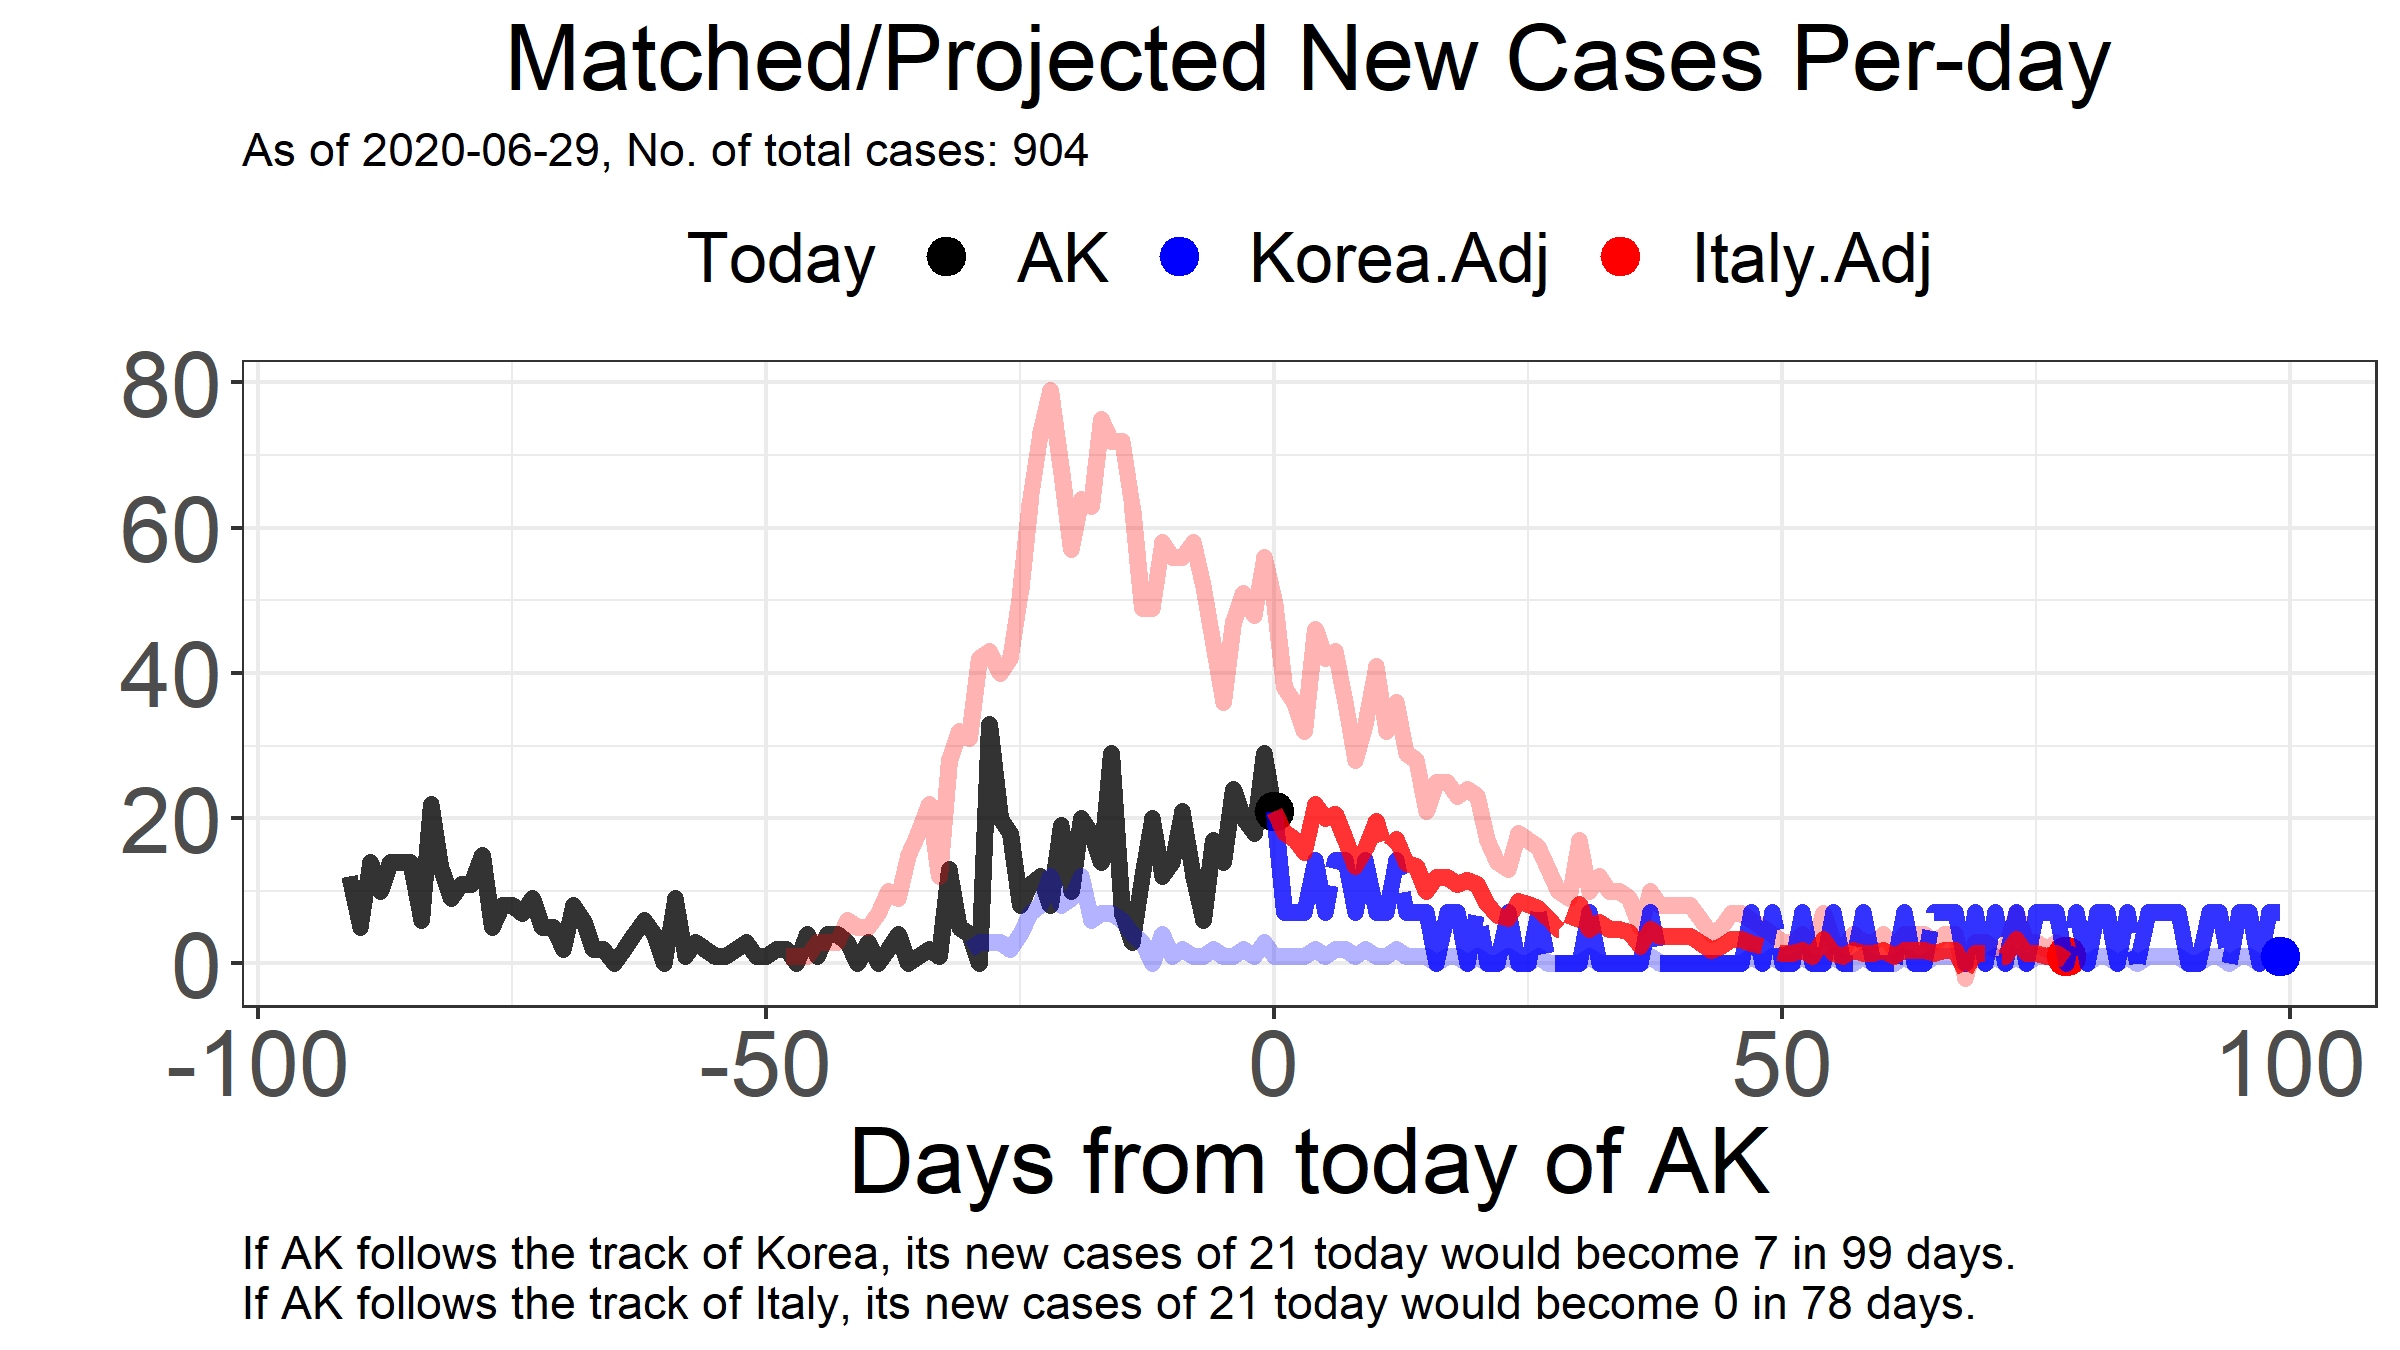 Matched/Projected New Cases Per-day
As of 2020-06-29, No. of total cases: 904
Today AK Korea.Adj Italy.Adj
80
60
40
20
0
-100 -50 0 50 100
Days from today of AK
If AK follows the track of Korea, its new cases of 21 today would become 7 in 99 days.
If AK follows the track of Italy, its new cases of 21 today would become 0 in 78 days.